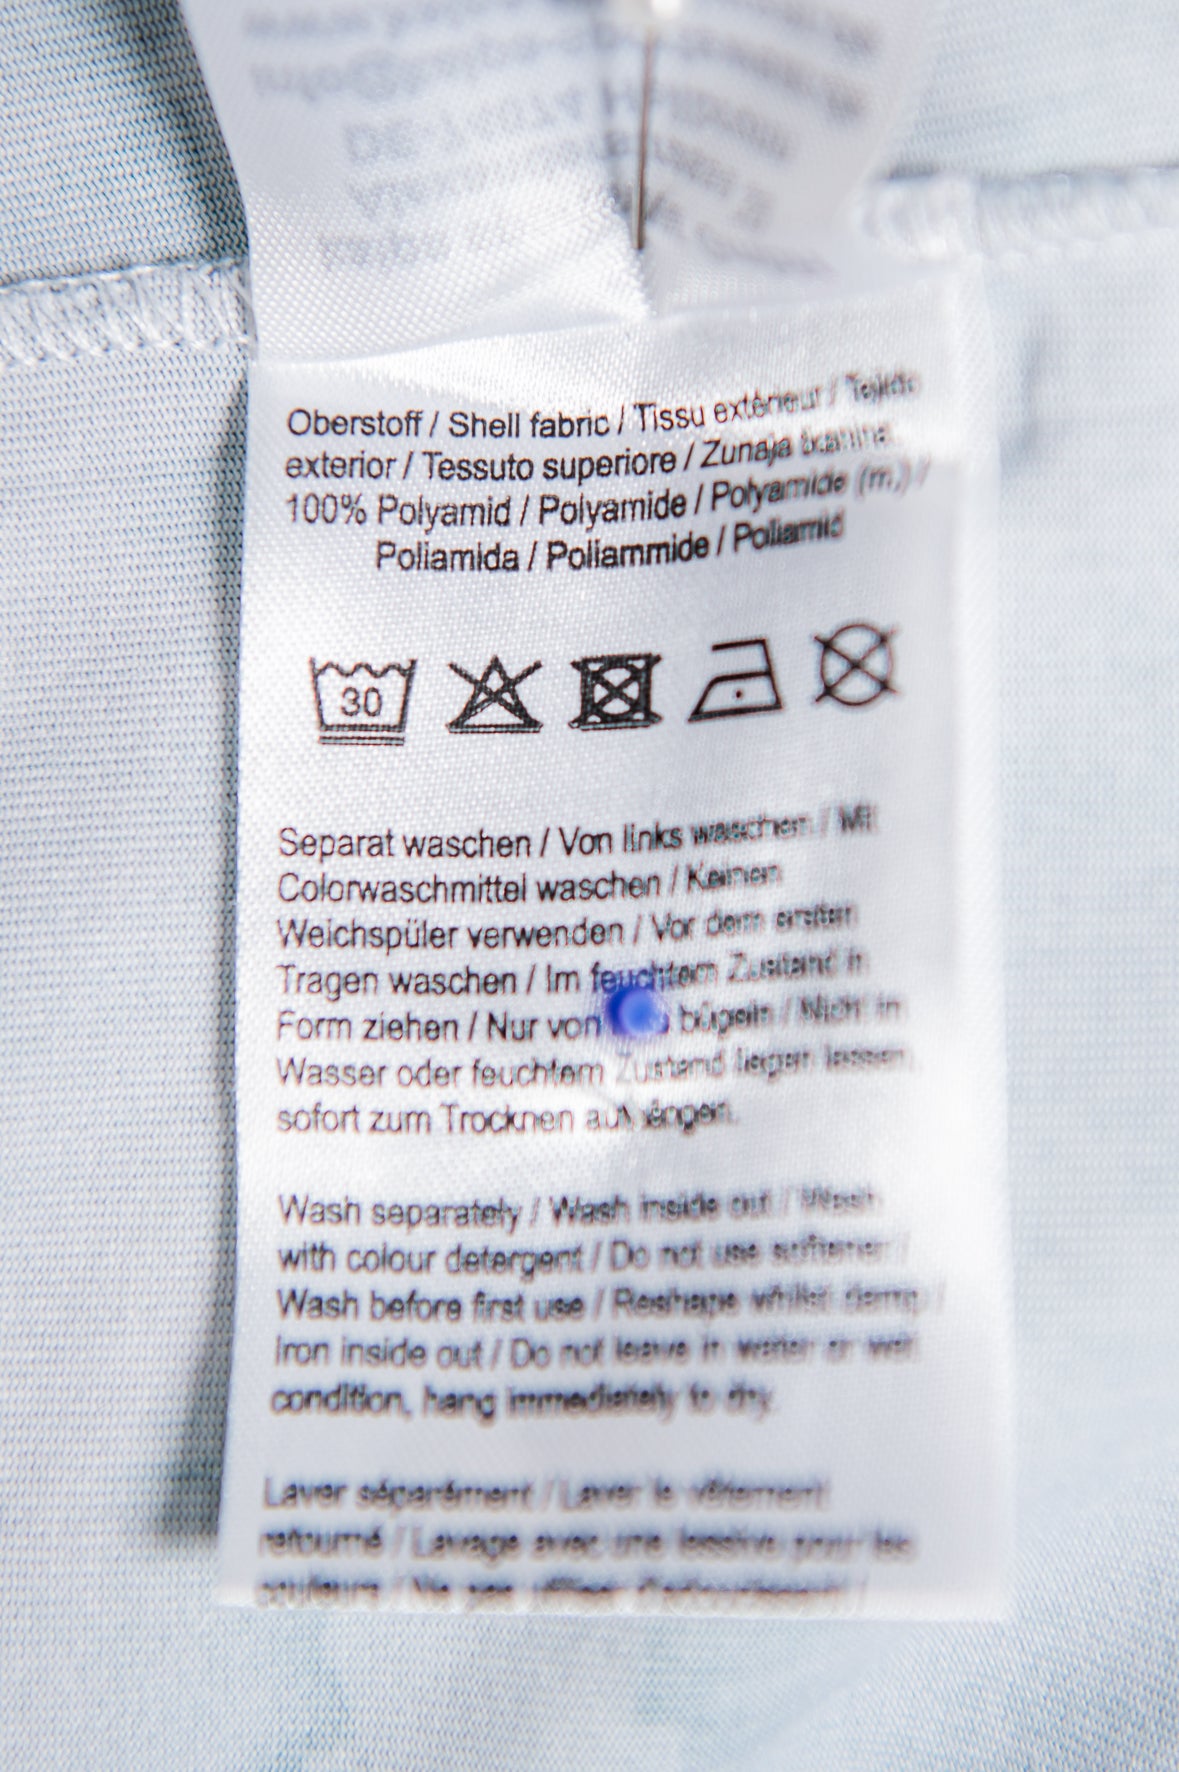 Oberstoff / Shell fabric / Tissu extérieur / Tejido
exterior / Tessuto superiore / Zunaja tkanina
100% Polyamid / Polyamide / Polyamide (m.) /
Poliamida / Poliammide / Poliamid
30
Separat waschen / Von links waschen / Mit
Colorwaschmittel waschen / Keinen
Weichspüler verwenden / Vor dem ersten
Tragen waschen / Im feuchtem Zustand in
Form ziehen / Nur von bügeln / Nicht in
Wasser oder feuchtem Zustand liegen lassen,
sofort zum Trocknen aufhängen.
Wash separately / Wash inside out / Wash
with colour detergent / Do not use softener /
Wash before first use / Reshape whilst damp /
Iron inside out / Do not leave in water or wet
condition, hang immediately to dry.
Laver séparément / Laver le vêtement
retourné / Lavage avec une lessive pour les
couleurs / Ne pas utiliser